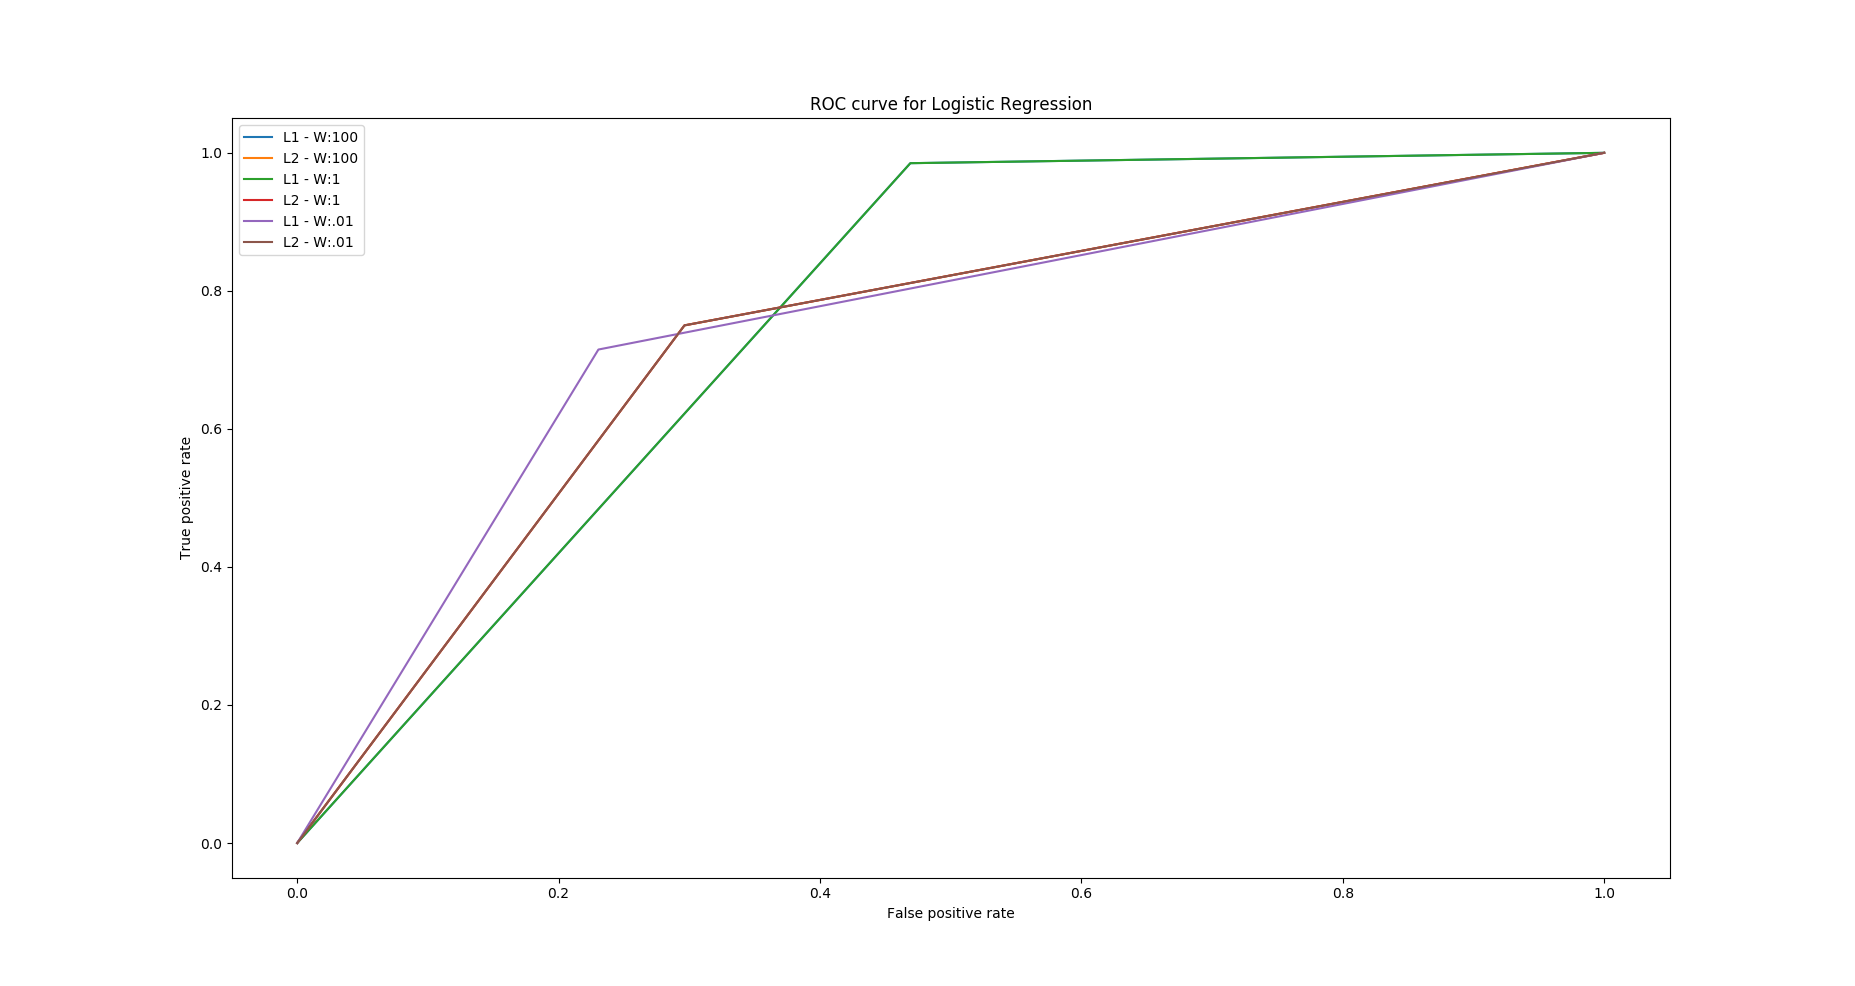 ROC curve for Logistic Regression
L1 - W:100
L2 - W:100
L1 - W:1
L2 - W:1
L1 - W:.01
L2 - W:.01
1.0
0.8
0.6
0.4
0.2
0.0
True positive rate
0.0 0.2 0.4 0.6 0.8 1.0
False positive rate